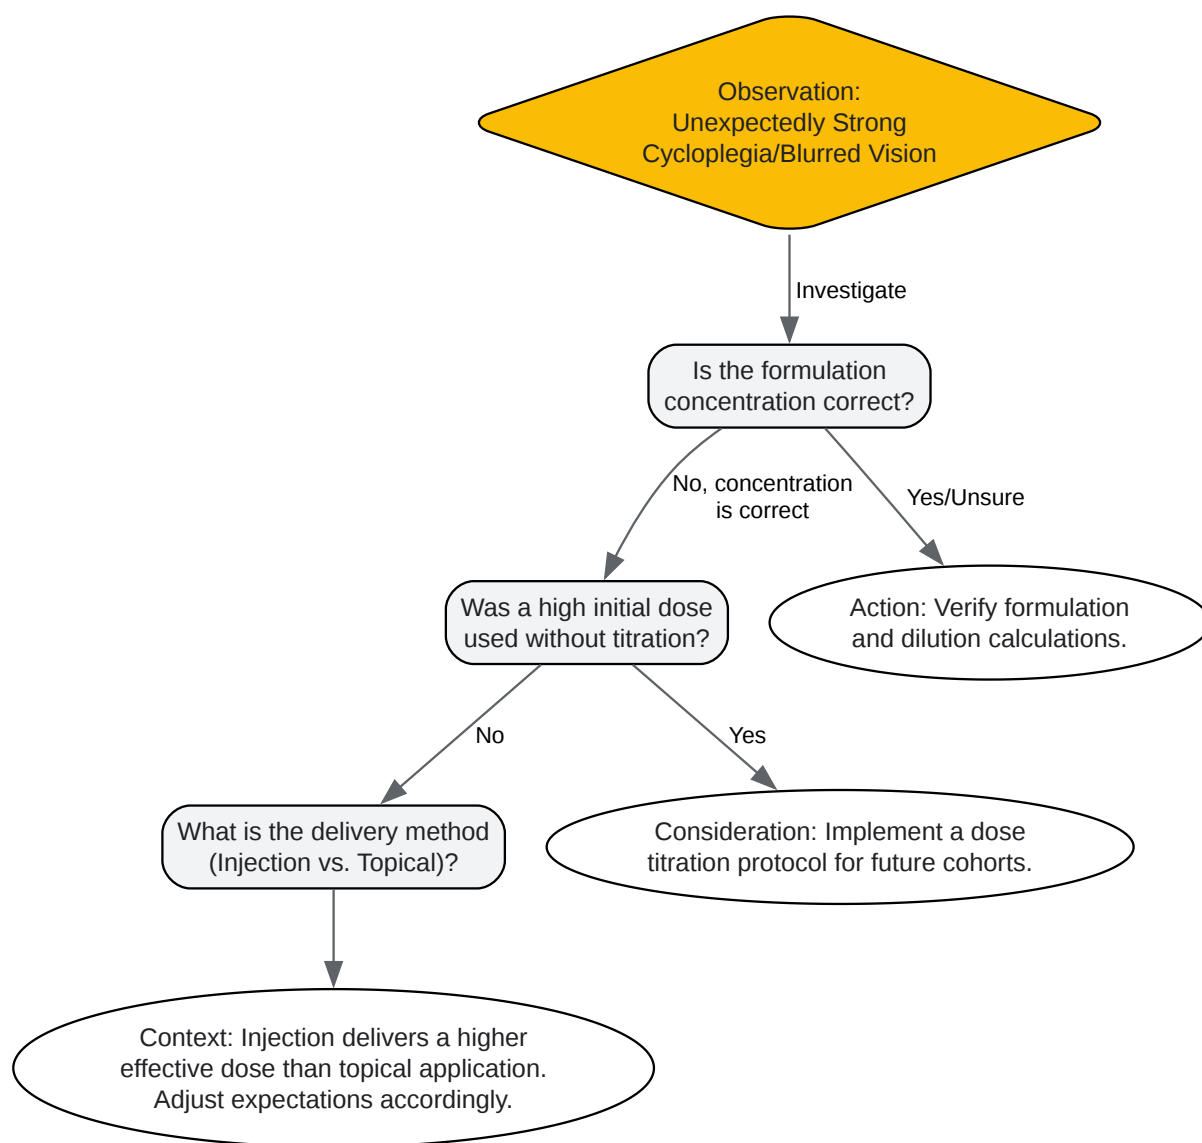 Observation:
Unexpectedly Strong
Cycloplegia/Blurred Vision
Investigate
Is the formulation
concentration correct?
No, concentration
is correct
Yes/Unsure
Was a high initial dose
used without titration?
Action: Verify formulation
and dilution calculations.
No
Yes
What is the delivery method
(Injection vs. Topical)?
Consideration: Implement a dose
titration protocol for future cohorts.
Context: Injection delivers a higher
effective dose than topical application.
Adjust expectations accordingly.